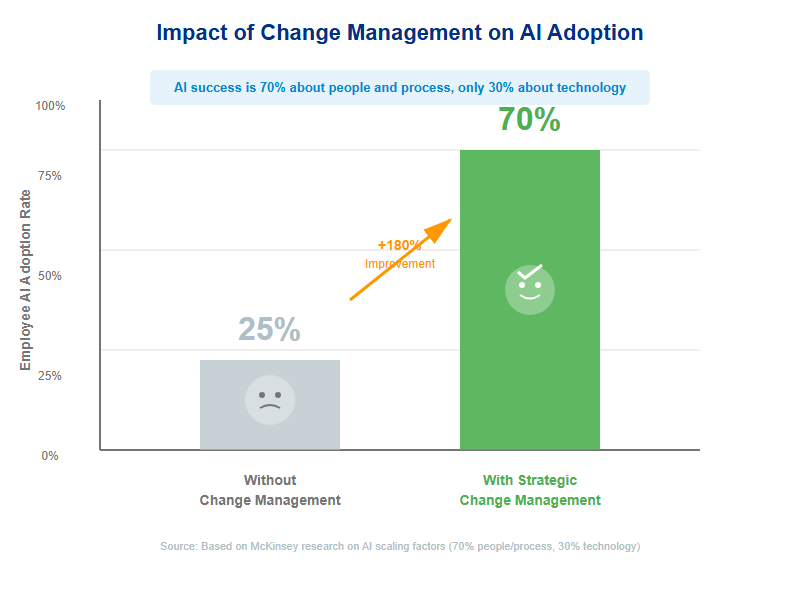 Impact of Change Management on AI Adoption
AI success is 70% about people and process, only 30% about technology
100%
75%
50%
25%
0%
Employee AI Adoption Rate
25%
+180%
Improvement
70%
Without
Change Management
With Strategic
Change Management
Source: Based on McKinsey research on AI scaling factors (70% people/process, 30% technology)